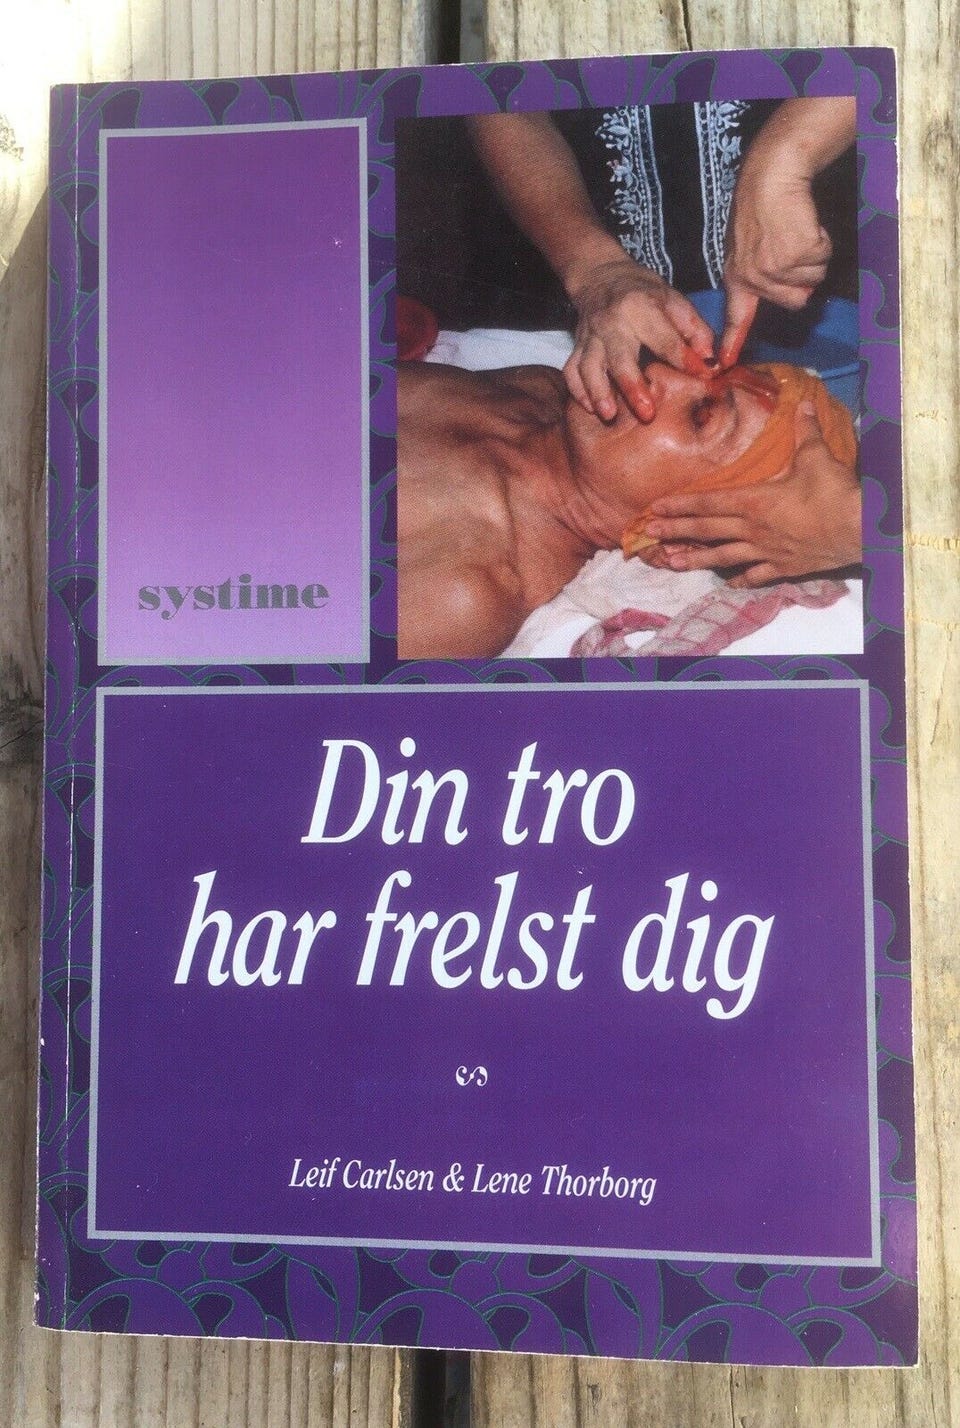 systime
Din tro
har frelst dig
Leif Carlsen & Lene Thorborg